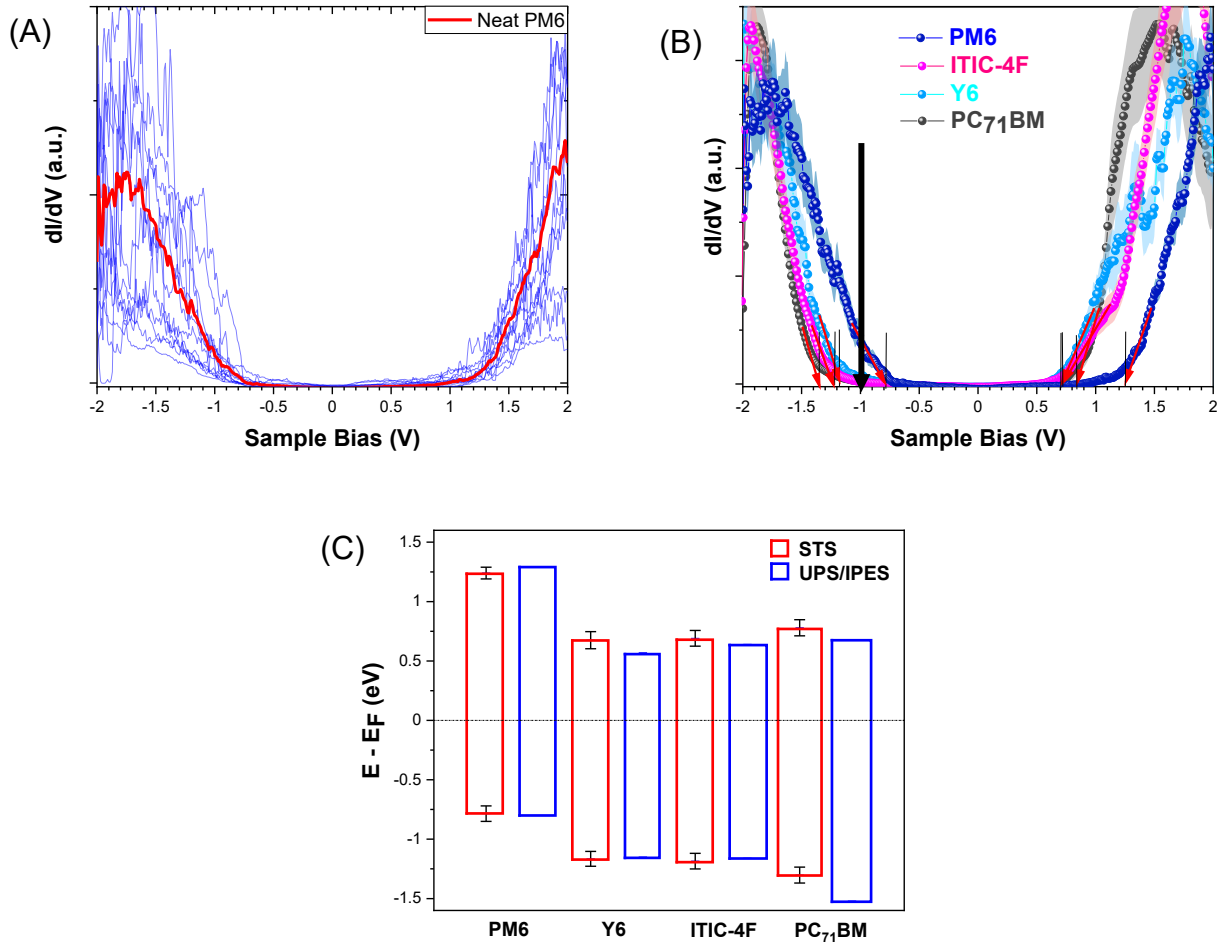 (A)
Neat PM6
dI/dV (a.u.)
-2 -1.5 -1 -0.5 0 0.5 1 1.5 2
Sample Bias (V)
(B)
PM6
ITIC-4F
Y6
PC71BM
dI/dV (a.u.)
-2 -1.5 -1 -0.5 0 0.5 1 1.5 2
Sample Bias (V)
(C)
STS
UPS/IPES
E - EF (eV)
1.5
1
0.5
0
-0.5
-1
-1.5
PM6 Y6 ITIC-4F PC71BM